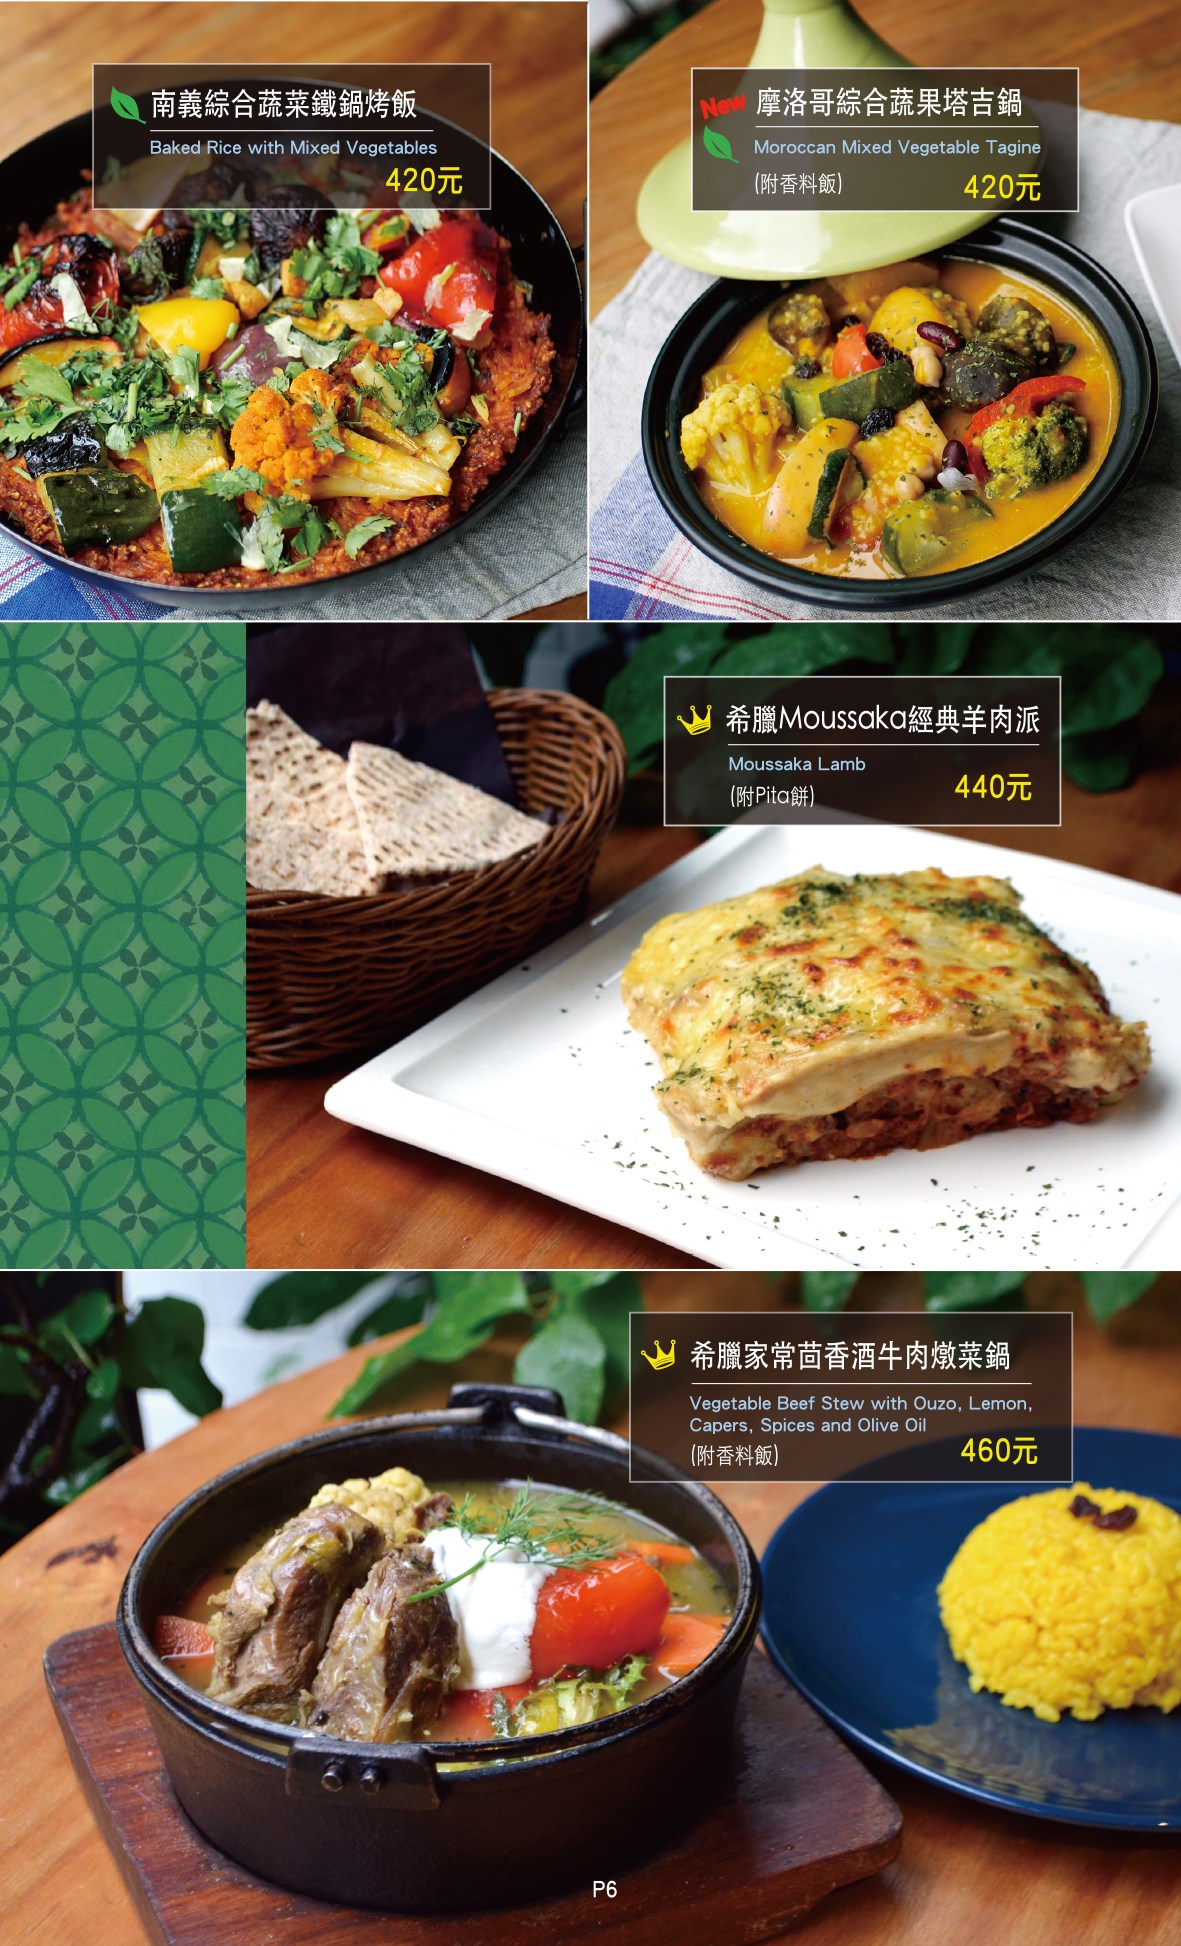 南義綜合蔬菜鐵鍋烤飯
Baked Rice with Mixed Vegetables
420元
New
摩洛哥綜合蔬果塔吉鍋
Moroccan Mixed Vegetable Tagine
(附香料飯)
420元
希臘Moussaka經典羊肉派
Moussaka Lamb
(附Pita餅)
440元
希臘家常茴香酒牛肉燉菜鍋
Vegetable Beef Stew with Ouzo, Lemon,
Capers, Spices and Olive Oil
(附香料飯)
460元
P6